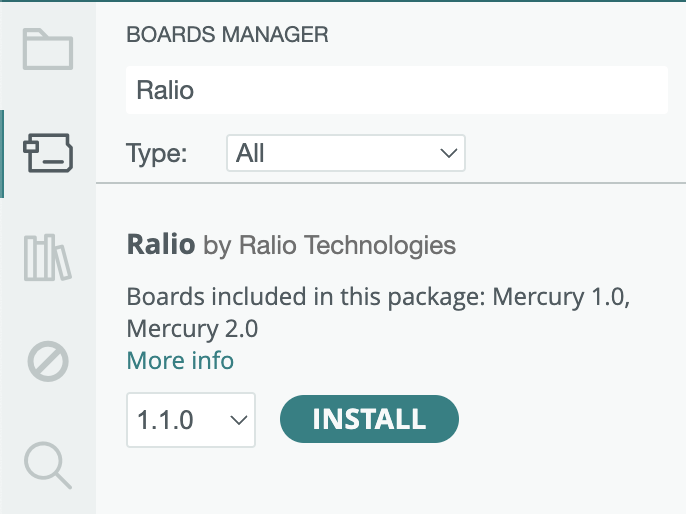 BOARDS MANAGER
Ralio
Type: All
Ralio by Ralio Technologies
Boards included in this package: Mercury 1.0,
Mercury 2.0
More info
1.1.0 INSTALL